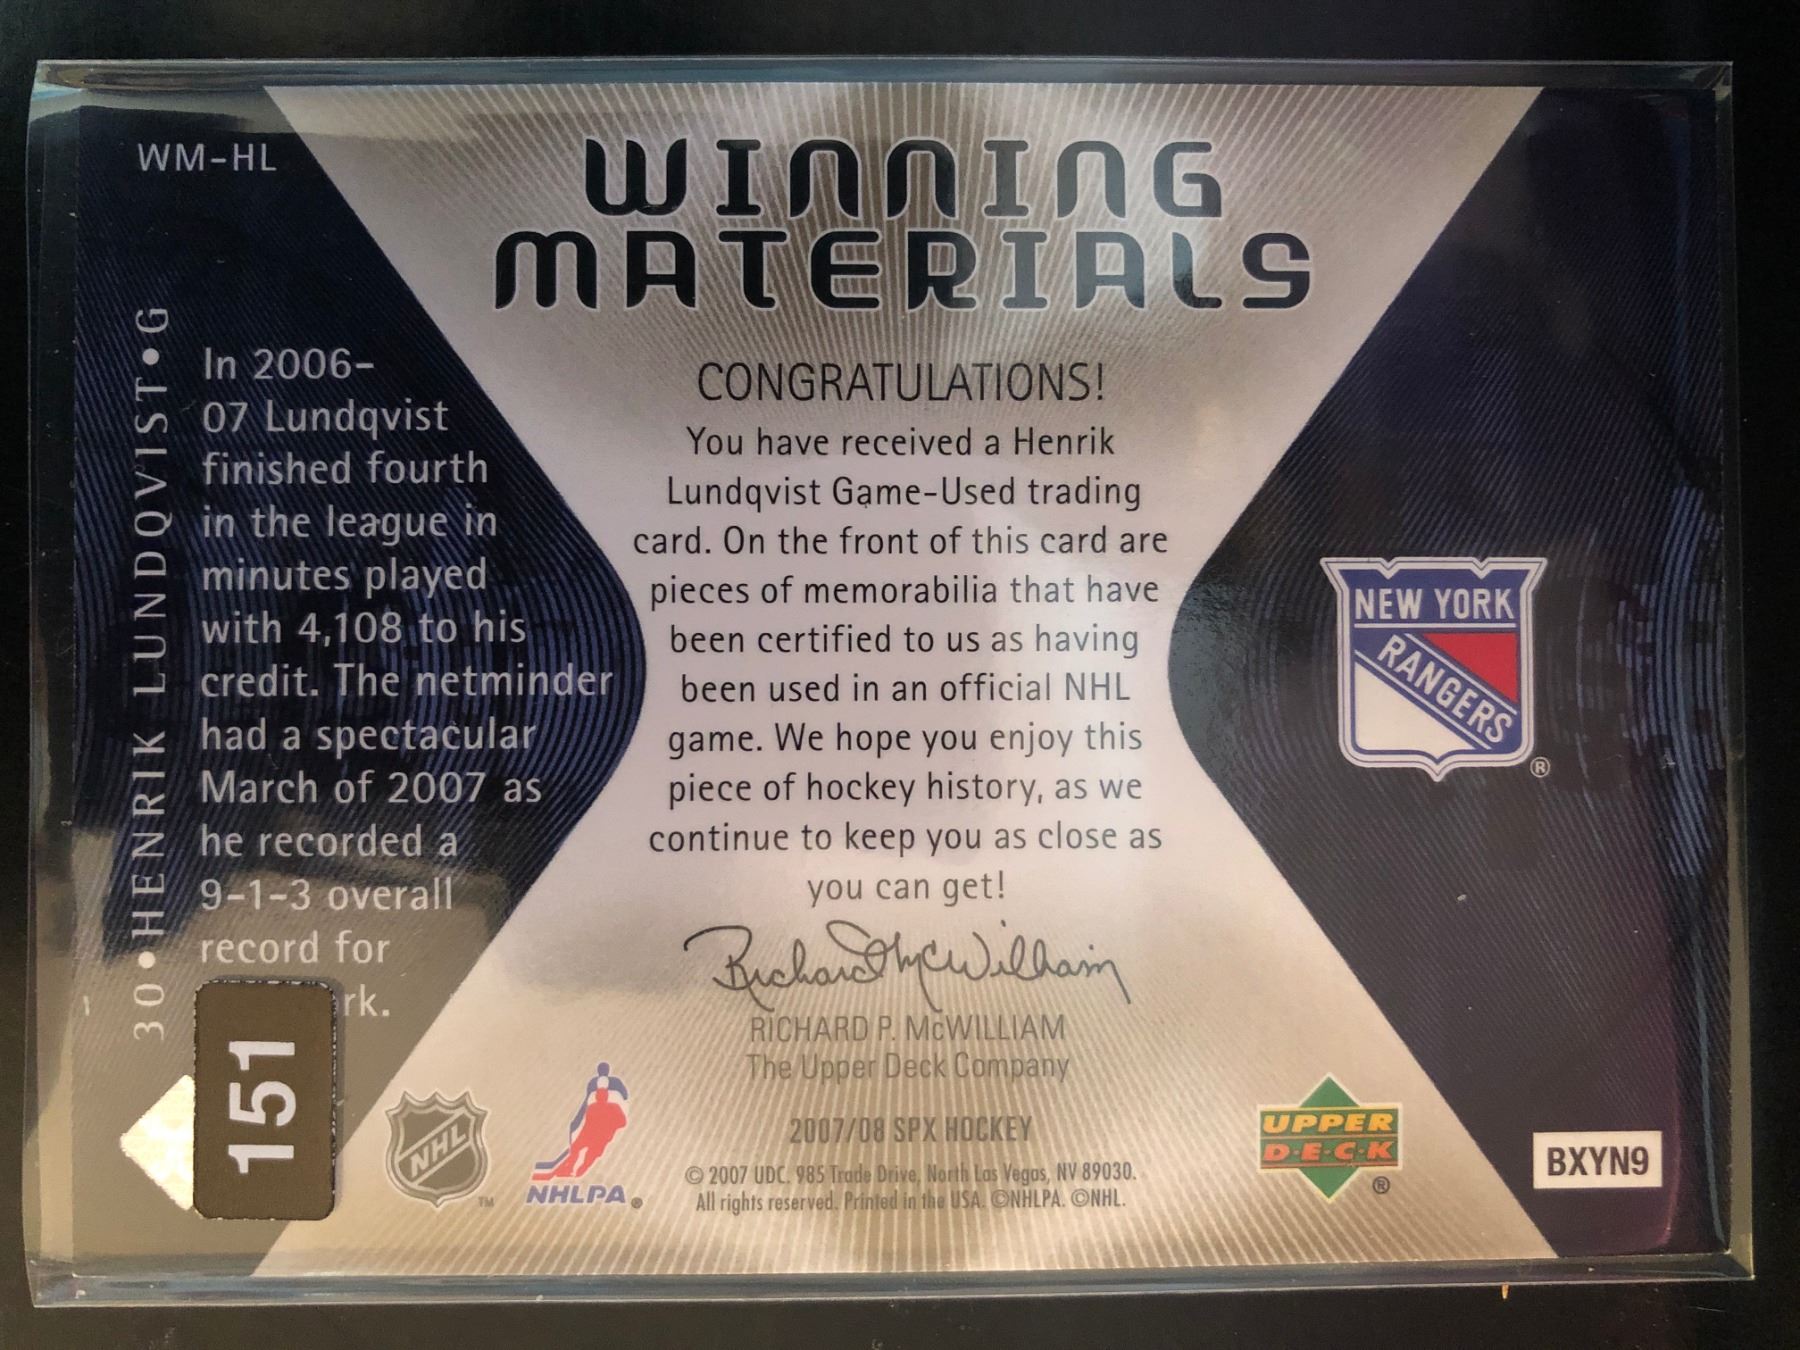 WM-HL
WINNING
MATERIALS
30•HENRIK LUNDQVIST•G
In 2006-
07 Lundqvist
finished fourth
in the league in
minutes played
with 4,108 to his
credit. The netminder
had a spectacular
March of 2007 as
he recorded a
9-1-3 overall
record for
rk.
151
CONGRATULATIONS!
You have received a Henrik
Lundqvist Game-Used trading
card. On the front of this card are
pieces of memorabilia that have
been certified to us as having
been used in an official NHL
game. We hope you enjoy this
piece of hockey history, as we
continue to keep you as close as
you can get!
Richard McWilliam
RICHARD P. McWILLIAM
The Upper Deck Company
2007/08 SPX HOCKEY
© 2007 UDC. 985 Trade Drive, North Las Vegas, NV 89030.
All rights reserved. Printed in the USA. ©NHLPA. ©NHL.
NHL
TM
NHLPA®
NEW YORK
RANGERS
®
UPPER
D·E·C·K
®
BXYN9